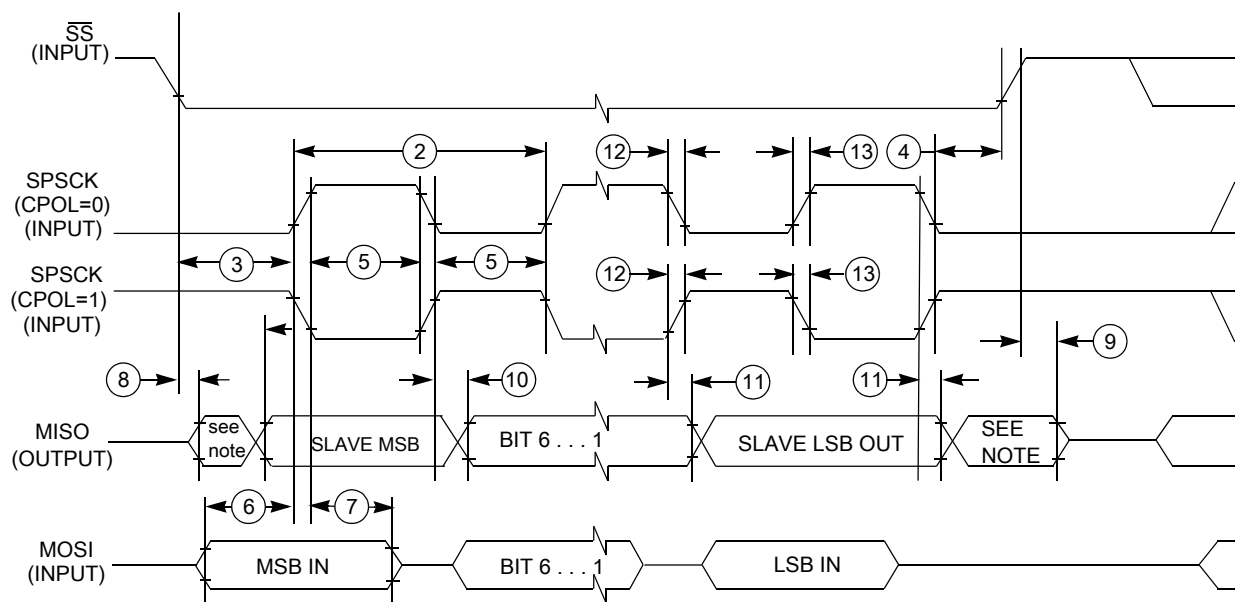 SS
(INPUT)
2
12
13
4
SPSCK
(CPOL=0)
(INPUT)
3
5
5
SPSCK
(CPOL=1)
(INPUT)
12
13
8
10
11
11
9
MISO
(OUTPUT)
see
note
SLAVE MSB
BIT 6 . . . 1
SLAVE LSB OUT
SEE
NOTE
6
7
MOSI
(INPUT)
MSB IN
BIT 6 . . . 1
LSB IN